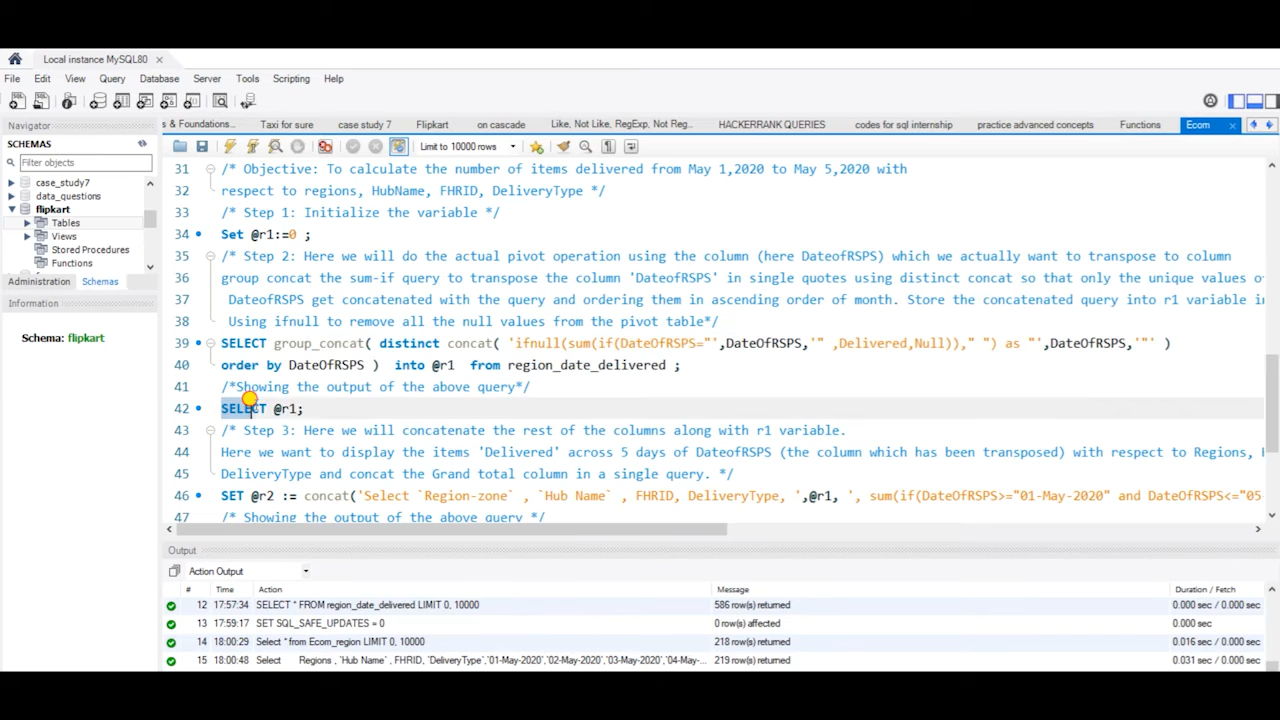 Local instance MySQL80
File Edit View Query Database Server Tools Scripting Help
Navigator
s & Foundations... Taxi for sure case study 7 Flipkart on cascade Like, Not Like, RegExp, Not Reg... HACKERRANK QUERIES codes for sql internship practice advanced concepts Functions Ecom
SCHEMAS
Limit to 10000 rows
Filter objects
case_study7
data_questions
flipkart
Tables
Views
Stored Procedures
Functions
Administration Schemas
Information
Schema: flipkart
31 /* Objective: To calculate the number of items delivered from May 1,2020 to May 5,2020 with
32 respect to regions, HubName, FHRID, DeliveryType */
33 /* Step 1: Initialize the variable */
34 Set @r1:=0 ;
35 /* Step 2: Here we will do the actual pivot operation using the column (here DateofRSPS) which we actually want to transpose to column
36 group concat the sum-if query to transpose the column 'DateofRSPS' in single quotes using distinct concat so that only the unique values o
37 DateofRSPS get concatenated with the query and ordering them in ascending order of month. Store the concatenated query into r1 variable i
38 Using ifnull to remove all the null values from the pivot table*/
39 SELECT group_concat( distinct concat( 'ifnull(sum(if(DateOfRSPS="',DateOfRSPS,'" ,Delivered,Null))," ") as "',DateOfRSPS,'"' )
40 order by DateOfRSPS ) into @r1 from region_date_delivered ;
41 /*Showing the output of the above query*/
42 SELECT @r1;
43 /* Step 3: Here we will concatenate the rest of the columns along with r1 variable.
44 Here we want to display the items 'Delivered' across 5 days of DateofRSPS (the column which has been transposed) with respect to Regions,
45 DeliveryType and concat the Grand total column in a single query. */
46 SET @r2 := concat('Select `Region-zone` , `Hub Name` , FHRID, DeliveryType, ',@r1, ', sum(if(DateOfRSPS>="01-May-2020" and DateOfRSPS<="05
47 /* Showing the output of the above query */
Output
Action Output
# Time Action Message Duration / Fetch
12 17:57:34 SELECT * FROM region_date_delivered LIMIT 0, 10000 586 row(s) returned 0.000 sec / 0.000 sec
13 17:59:17 SET SQL_SAFE_UPDATES = 0 0 row(s) affected 0.000 sec
14 18:00:29 Select * from Ecom_region LIMIT 0, 10000 218 row(s) returned 0.016 sec / 0.000 sec
15 18:00:48 Select Regions , `Hub Name` , FHRID, `DeliveryType`,'01-May-2020','02-May-2020','03-May-2020','04-May-... 219 row(s) returned 0.031 sec / 0.000 sec